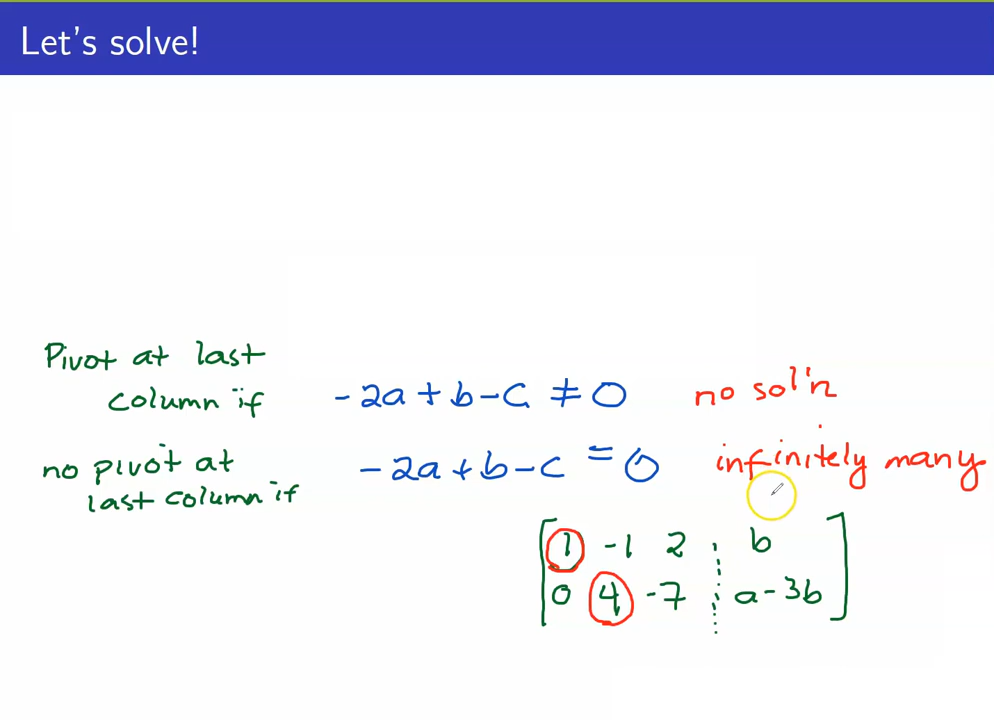 Let's solve!
Pivot at last
column if -2a+b-c ≠ 0 no sol'n
no pivot at
last column if -2a+b-c = 0 infinitely many
1 -1 2 b
0 4 -7 a-3b